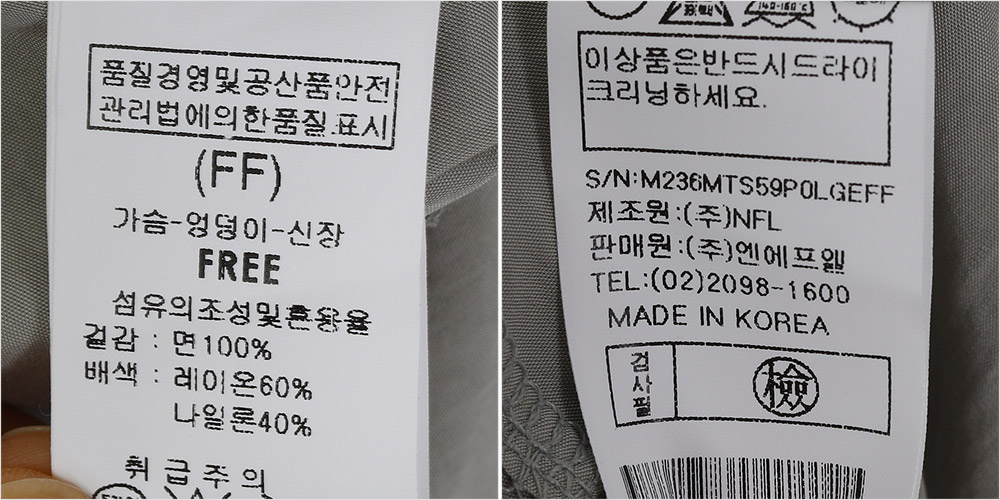 품질경영및공산품안전
관리법에의한품질표시
(FF)
가슴-엉덩이-신장
FREE
섬유의조성및혼용율
겉감 : 면100%
배색 : 레이온60%
나일론40%
취급주의
표백
140-160℃
이상품은반드시드라이
크리닝하세요.
S/N:M236MTS59P0LGEFF
제조원:(주)NFL
판매원:(주)엔에프엘
TEL:(02)2098-1600
MADE IN KOREA
검사필
檢